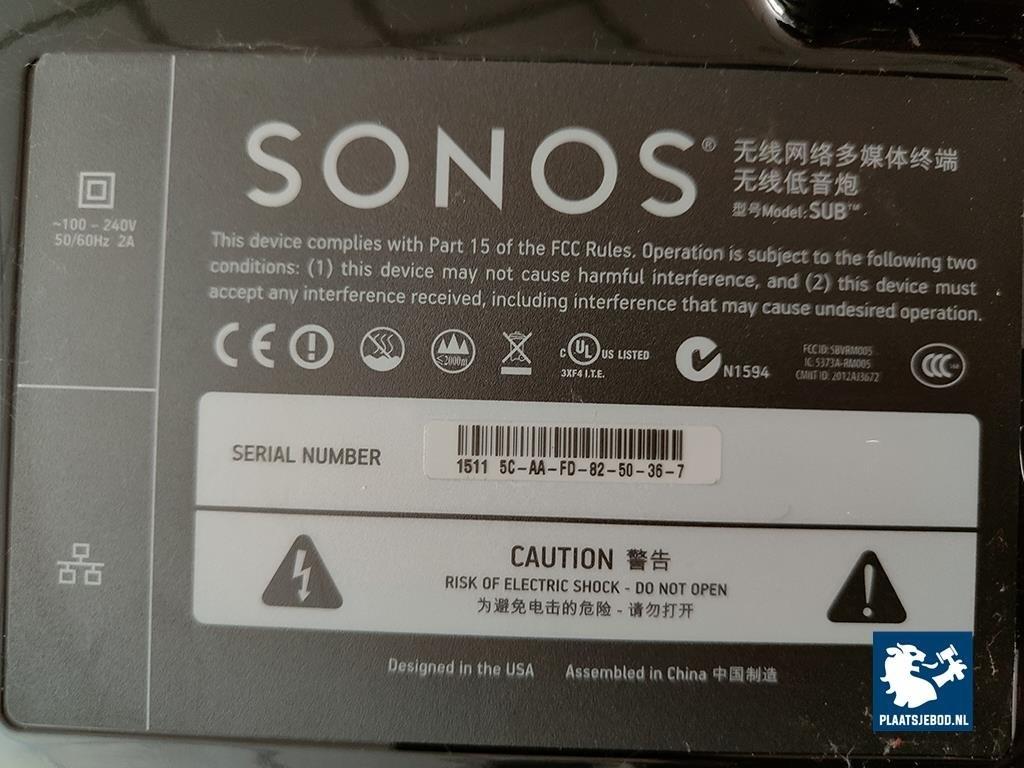 SONOS®
无线网络多媒体终端
无线低音炮
型号Model: SUB™
~100 – 240V
50/60Hz 2A
This device complies with Part 15 of the FCC Rules. Operation is subject to the following two
conditions: (1) this device may not cause harmful interference, and (2) this device must
accept any interference received, including interference that may cause undesired operation.
CE
≤2000m
c UL US LISTED
3XF4 I.T.E.
N1594
FCC ID: SBVRM005
IC: 5373A-RM005
CMIIT ID: 2012AJ3672
CCC
SERIAL NUMBER
1511 5C-AA-FD-82-50-36-7
CAUTION 警告
RISK OF ELECTRIC SHOCK - DO NOT OPEN
为避免电击的危险 - 请勿打开
Designed in the USA Assembled in China 中国制造
PLAATSJEBOD.NL